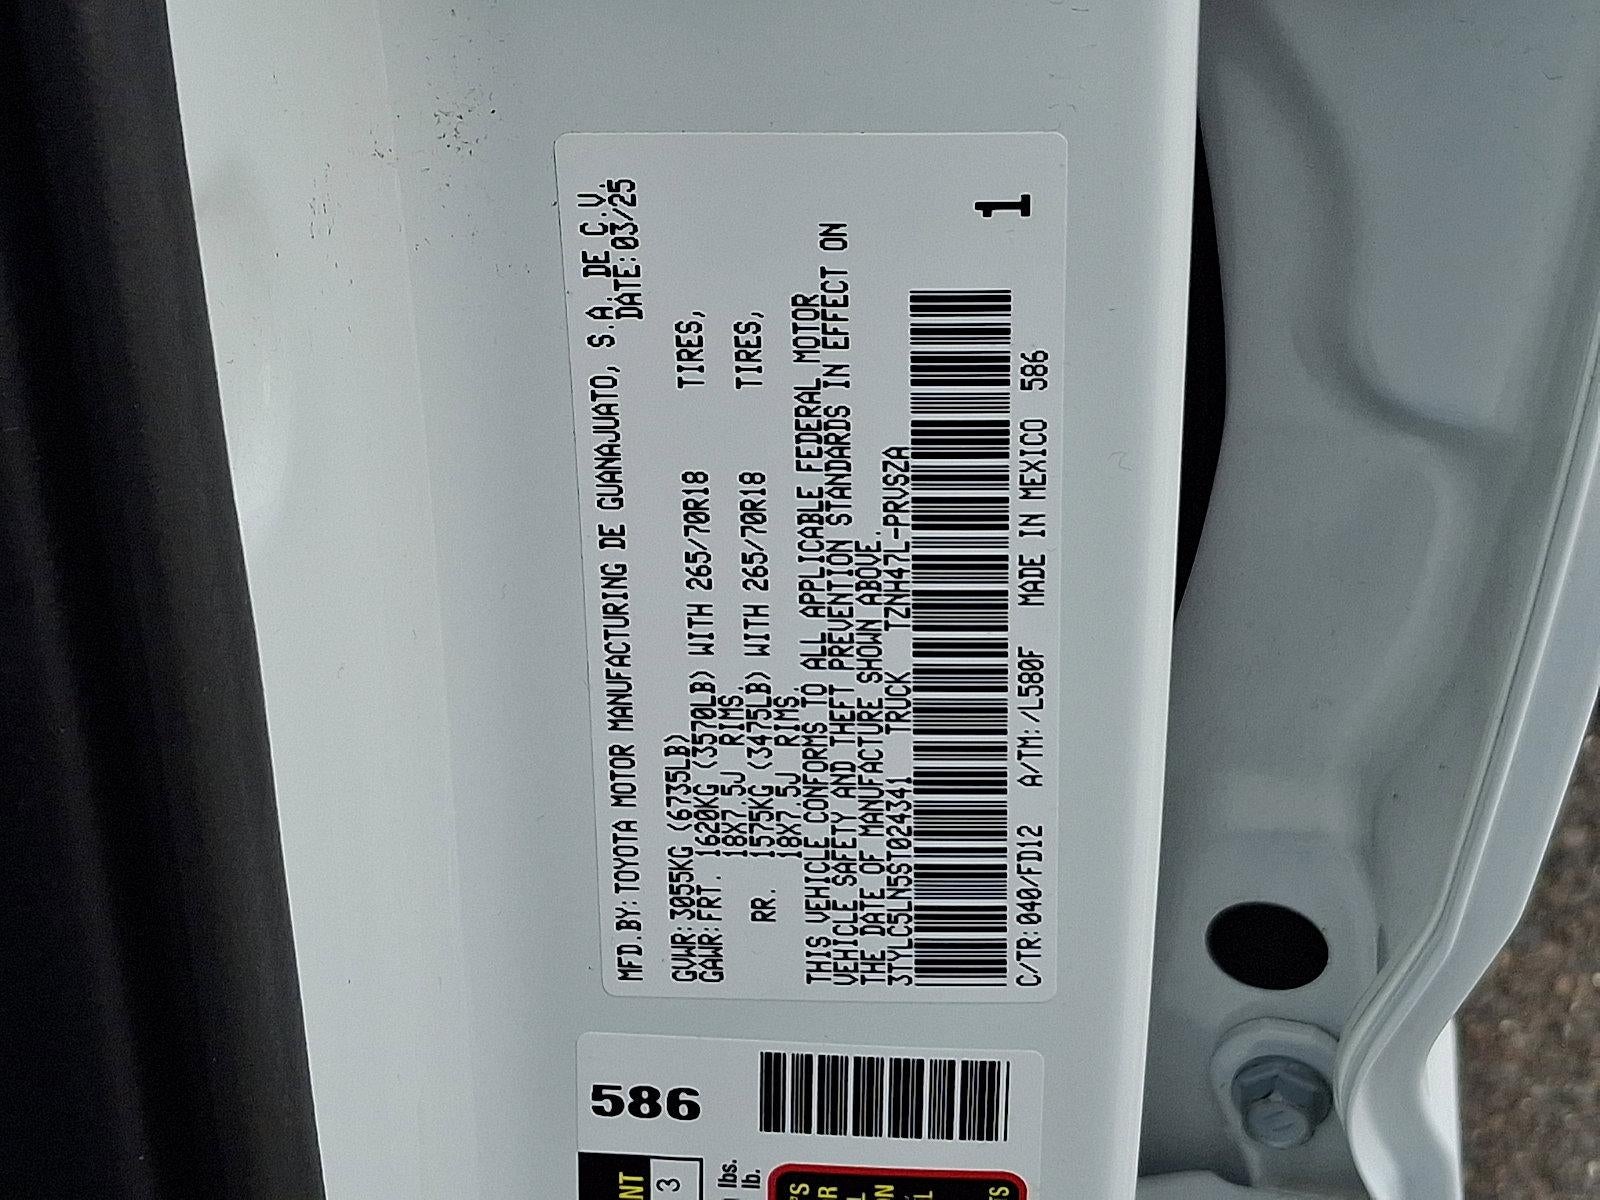 MFD.BY:TOYOTA MOTOR MANUFACTURING DE GUANAJUATO, S.A. DE C.V.
DATE:03/25
GVWR:3055KG (6735LB)
GAWR:FRT. 1620KG (3570LB) WITH 265/70R18 TIRES,
18X7.5J RIMS.
RR. 1575KG (3475LB) WITH 265/70R18 TIRES,
18X7.5J RIMS.
THIS VEHICLE CONFORMS TO ALL APPLICABLE FEDERAL MOTOR
VEHICLE SAFETY AND THEFT PREVENTION STANDARDS IN EFFECT ON
THE DATE OF MANUFACTURE SHOWN ABOVE.
3TYLC5LN5ST024341 TRUCK TZNH47L-PRVSZA
1
C/TR:040/FD12 A/TM:/L580F MADE IN MEXICO 586
586
3
lbs.
lb.